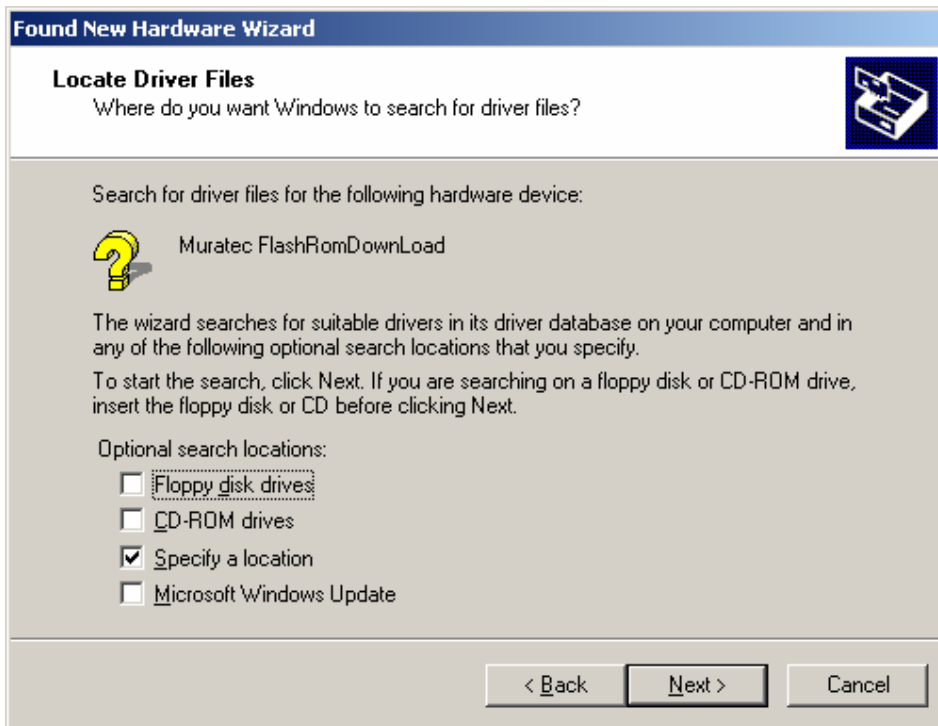 Found New Hardware Wizard
Locate Driver Files
Where do you want Windows to search for driver files?
Search for driver files for the following hardware device:
Muratec FlashRomDownLoad
The wizard searches for suitable drivers in its driver database on your computer and in
any of the following optional search locations that you specify.
To start the search, click Next. If you are searching on a floppy disk or CD-ROM drive,
insert the floppy disk or CD before clicking Next.
Optional search locations:
Floppy disk drives
CD-ROM drives
Specify a location
Microsoft Windows Update
< Back Next > Cancel